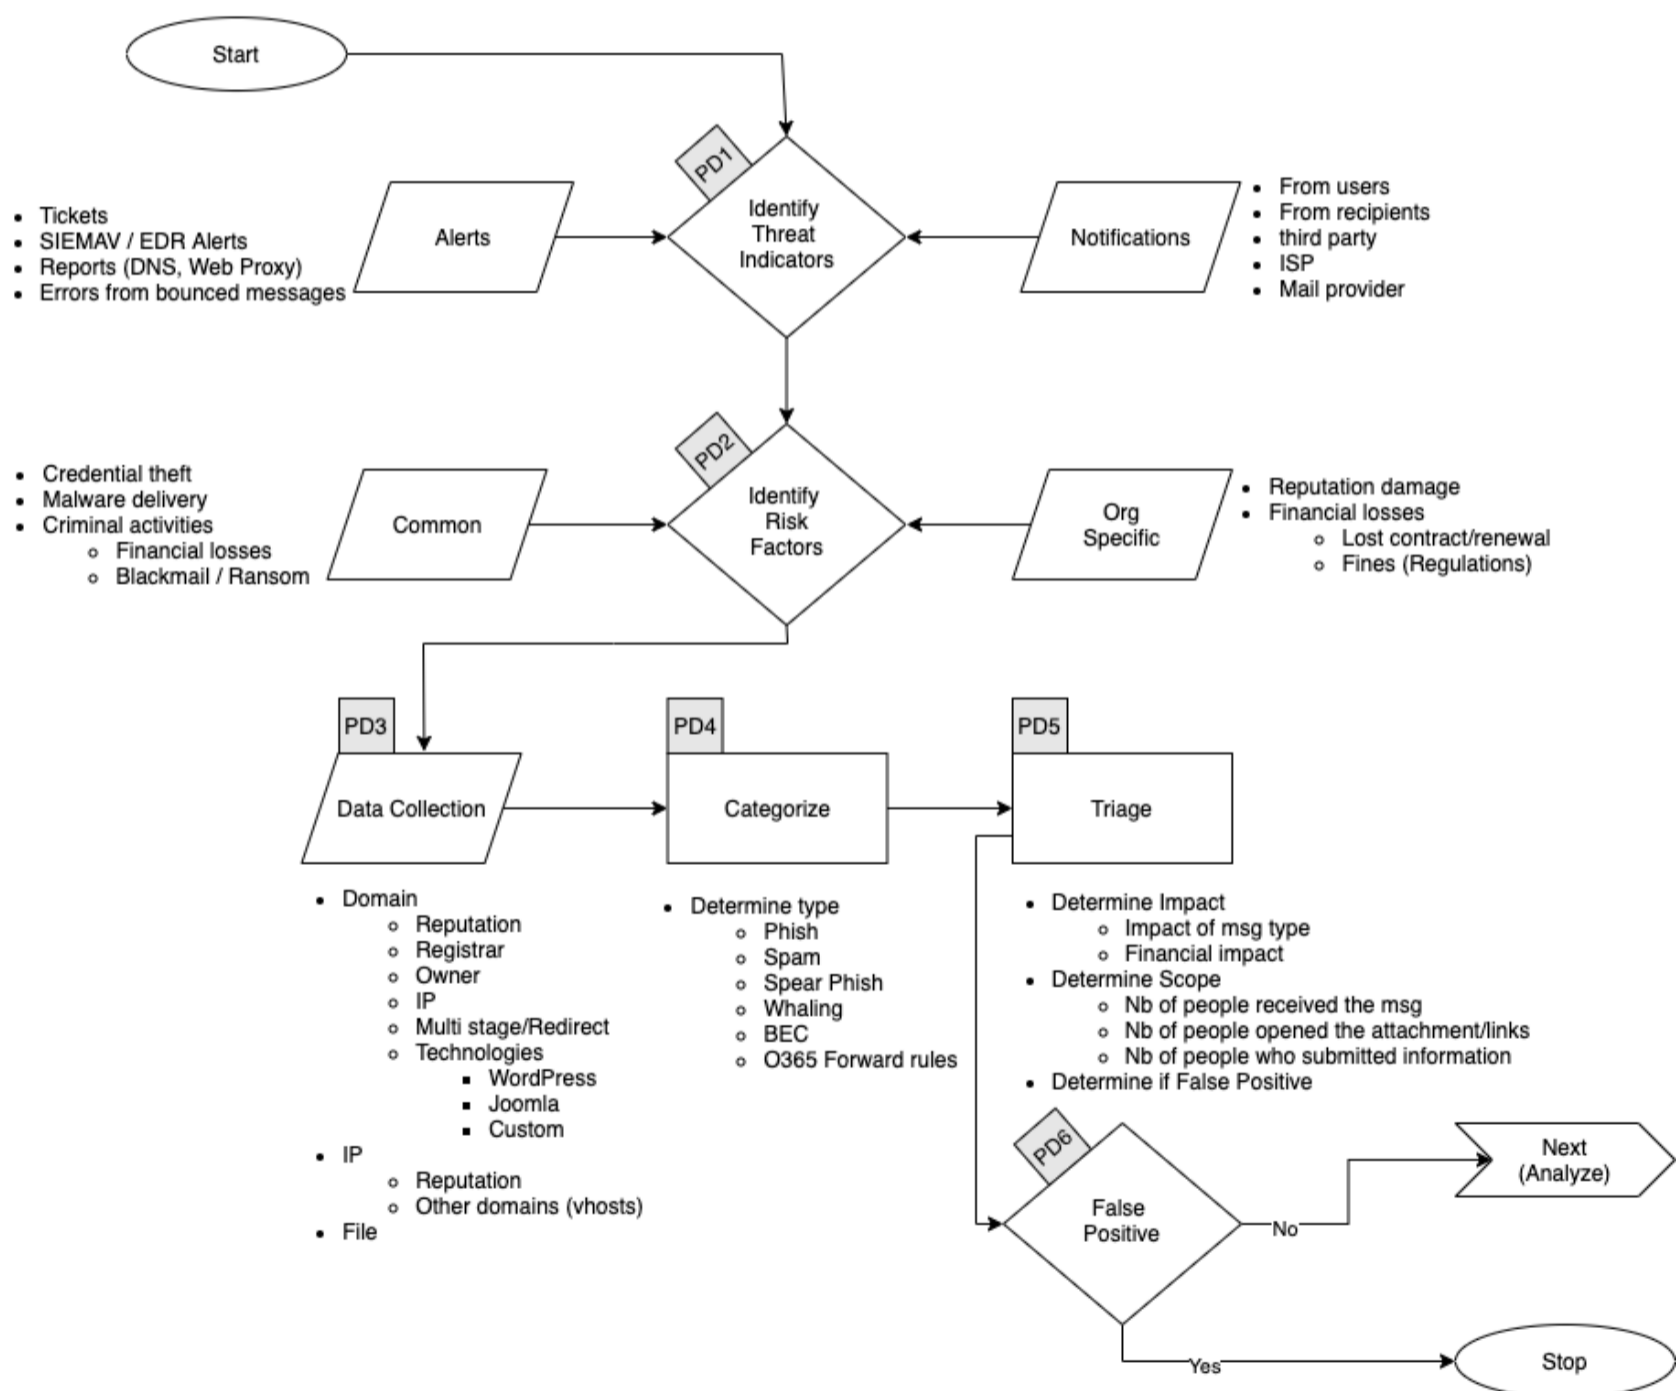 Start
PD1
Identify
Threat
Indicators
Alerts
Tickets
SIEMAV / EDR Alerts
Reports (DNS, Web Proxy)
Errors from bounced messages
Notifications
From users
From recipients
third party
ISP
Mail provider
PD2
Identify
Risk
Factors
Common
Credential theft
Malware delivery
Criminal activities
Financial losses
Blackmail / Ransom
Org
Specific
Reputation damage
Financial losses
Lost contract/renewal
Fines (Regulations)
PD3
Data Collection
Domain
Reputation
Registrar
Owner
IP
Multi stage/Redirect
Technologies
WordPress
Joomla
Custom
IP
Reputation
Other domains (vhosts)
File
PD4
Categorize
Determine type
Phish
Spam
Spear Phish
Whaling
BEC
O365 Forward rules
PD5
Triage
Determine Impact
Impact of msg type
Financial impact
Determine Scope
Nb of people received the msg
Nb of people opened the attachment/links
Nb of people who submitted information
Determine if False Positive
PD6
False
Positive
No
Next
(Analyze)
Yes
Stop